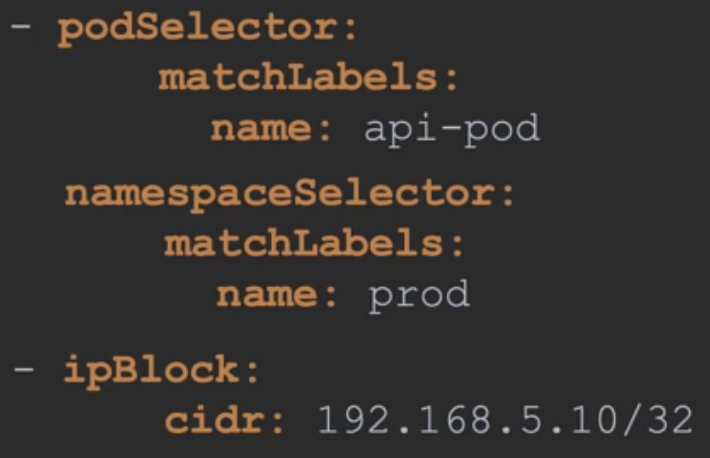 - podSelector:
matchLabels:
name: api-pod
namespaceSelector:
matchLabels:
name: prod
- ipBlock:
cidr: 192.168.5.10/32